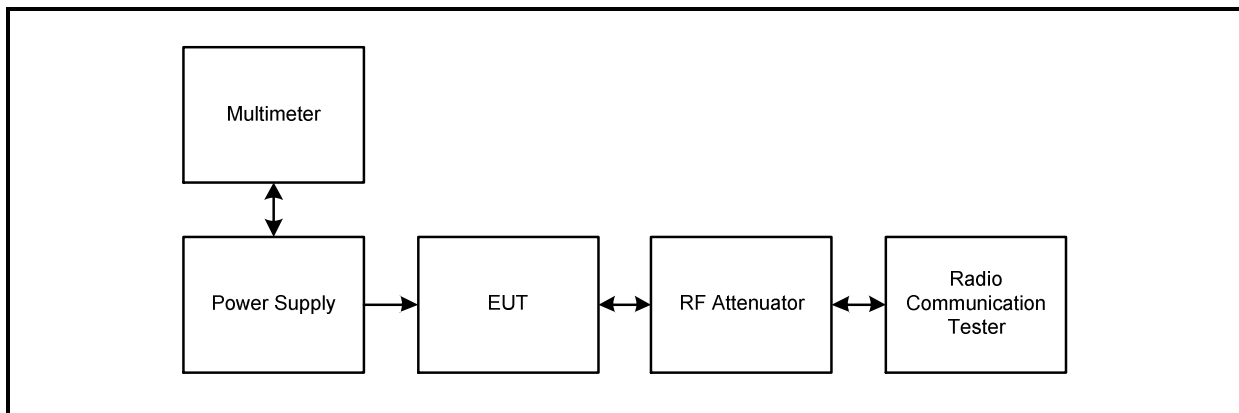 Multimeter
Power Supply
EUT
RF Attenuator
Radio
Communication
Tester